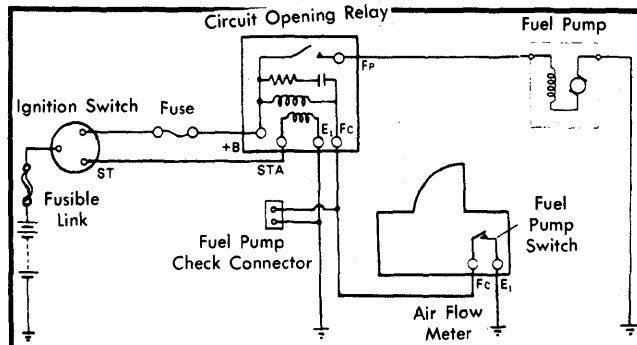 Circuit Opening Relay
Fuel Pump
FP
Ignition Switch
Fuse
+B
ST
STA
E1
FC
Fusible
Link
Fuel Pump
Check Connector
Fuel
Pump
Switch
FC
E1
Air Flow
Meter